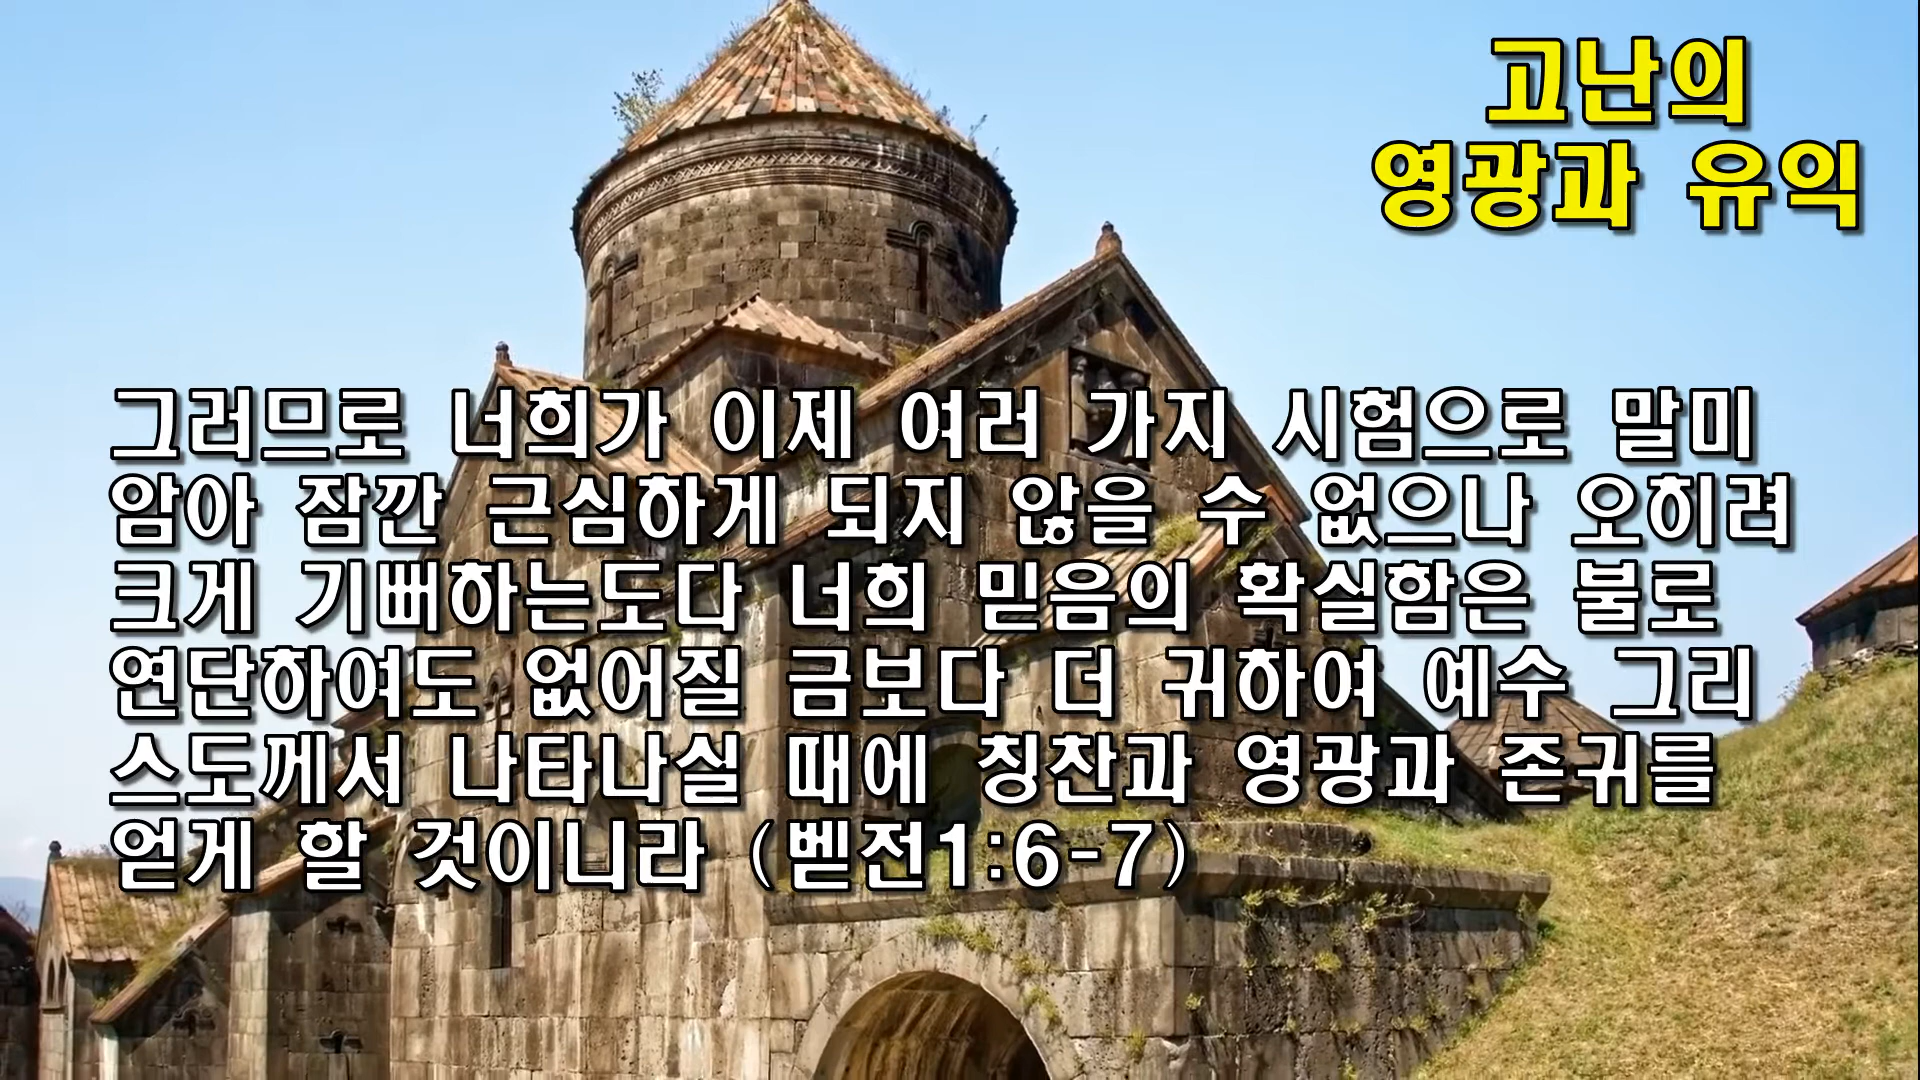 고난의
영광과 유익
그러므로 너희가 이제 여러 가지 시험으로 말미
암아 잠깐 근심하게 되지 않을 수 없으나 오히려
크게 기뻐하는도다 너희 믿음의 확실함은 불로
연단하여도 없어질 금보다 더 귀하여 예수 그리
스도께서 나타나실 때에 칭찬과 영광과 존귀를
얻게 할 것이니라 (벧전1:6-7)